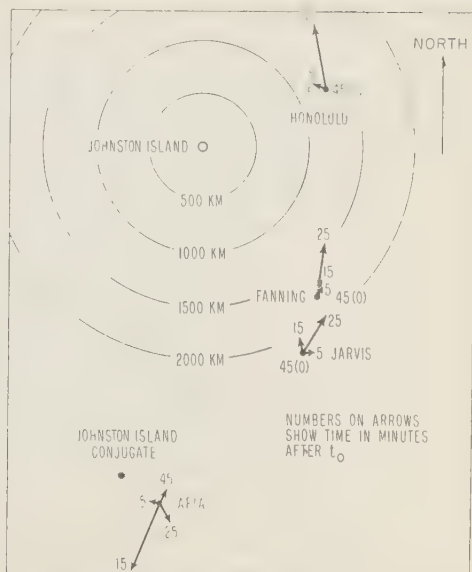 NORTH
45
HONOLULU
JOHNSTON ISLAND
500 KM
1000 KM
25
15
5
FANNING
45(0)
1500 KM
15
25
5 JARVIS
2000 KM
45(0)
NUMBERS ON ARROWS
SHOW TIME IN MINUTES
AFTER t₀
JOHNSTON ISLAND
CONJUGATE
45
5
APIA
25
15